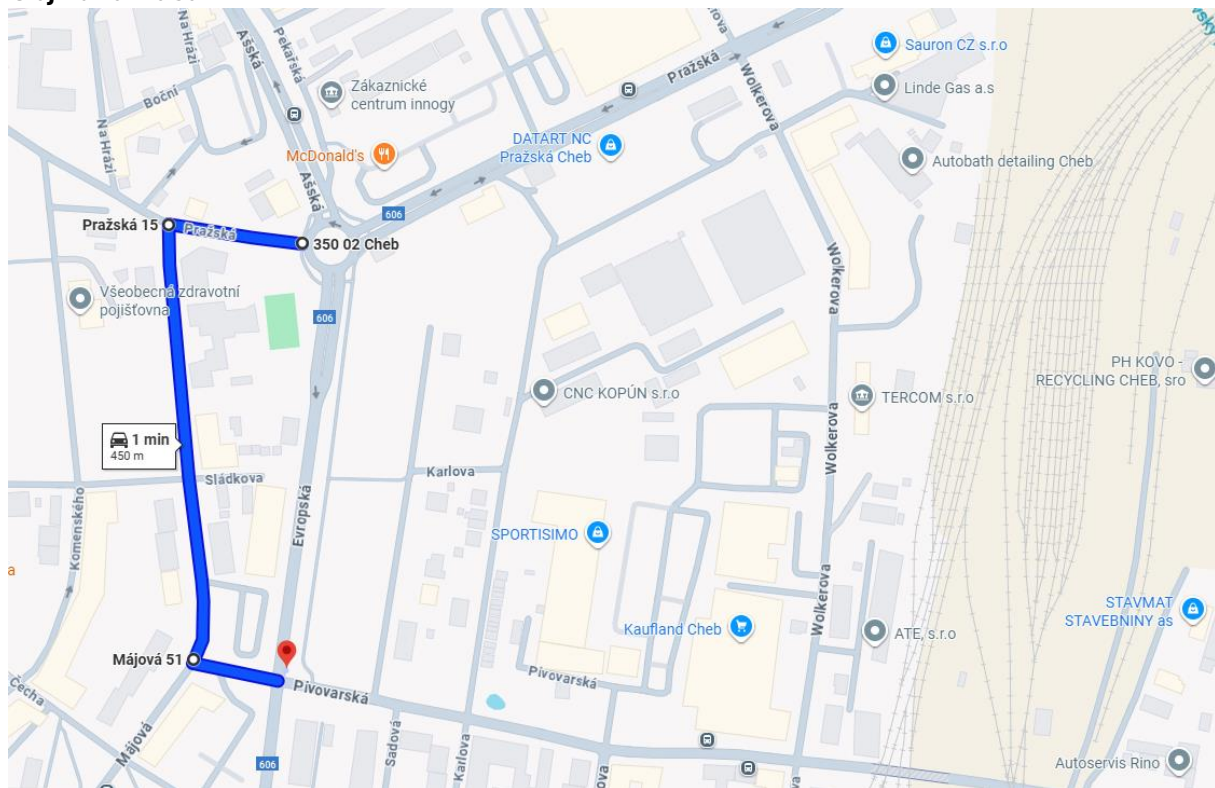 Na Hrázi
Ašská
Pekařská
Wolkerova
Sauron CZ s.r.o
Pražská
Zákaznické
centrum innogy
Linde Gas a.s
Boční
Wolkerova
Na Hrázi
DATART NC
Pražská Cheb
McDonald's
Autobath detailing Cheb
Ašská
606
Pražská 15
Pražská
350 02 Cheb
Všeobecná zdravotní
pojišťovna
Wolkerova
606
PH KOVO -
RECYCLING CHEB, sro
CNC KOPÚN s.r.o
TERCOM s.r.o
1 min
450 m
Wolkerova
Karlova
Sládkova
Komenského
Evropská
SPORTISIMO
a
Wolkerova
STAVMAT
STAVEBNINY as
Kaufland Cheb
ATE, s.r.o
Májová 51
Pivovarská
Pivovarská
Čecha
Májová
Sadová
Karlova
606
Autoservis Rino